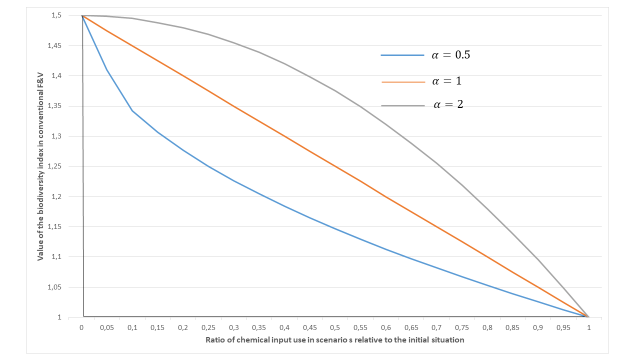 1,5
1,45
1,4
1,35
1,3
1,25
1,2
1,15
1,1
1,05
1
Value of the biodiversity index in conventional F&V
α = 0.5
α = 1
α = 2
0 0,05 0,1 0,15 0,2 0,25 0,3 0,35 0,4 0,45 0,5 0,55 0,6 0,65 0,7 0,75 0,8 0,85 0,9 0,95 1
Ratio of chemical input use in scenario s relative to the initial situation